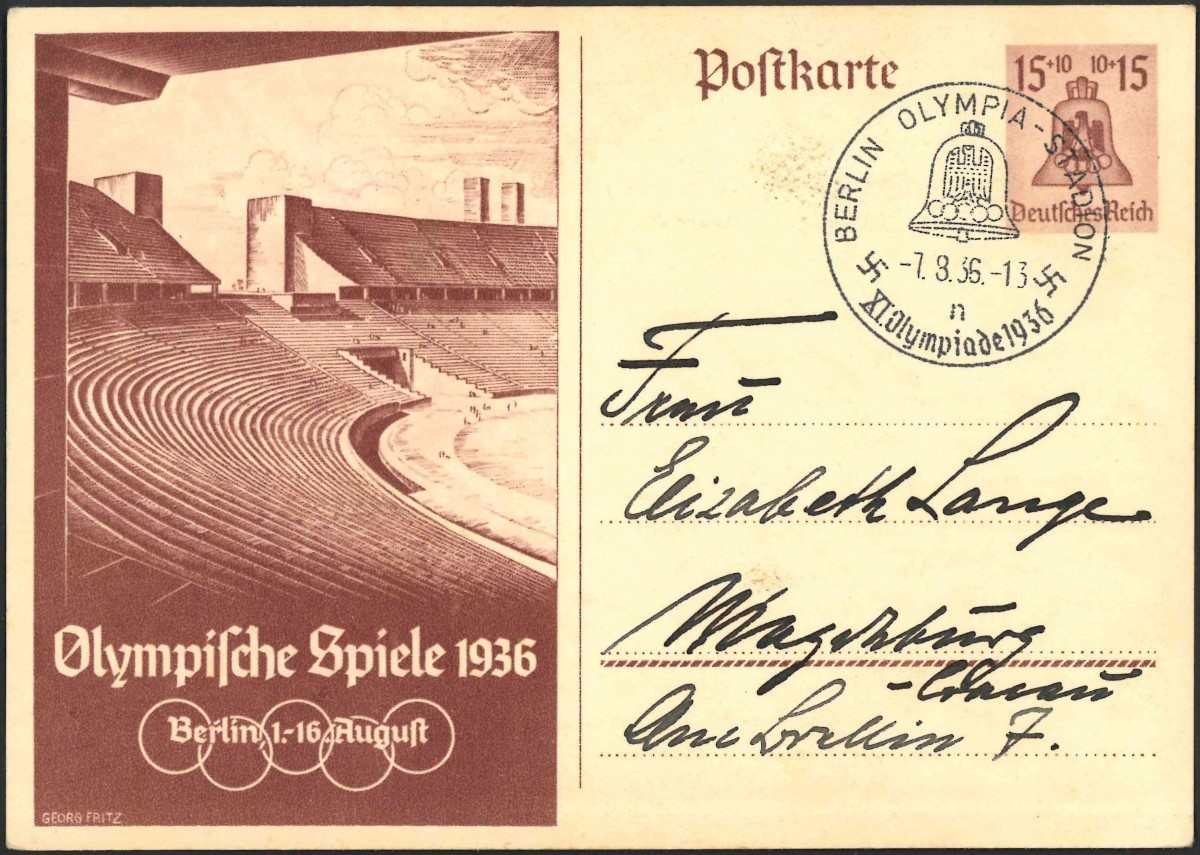 Postkarte
15+10 10+15
Deutsches Reich
BERLIN OLYMPIA-STADION
-7.8.36.-13
n
XI. Olympiade 1936
Frau
Elizabeth Lange
Magdeburg
-Cracau
Olympische Spiele 1936
Berlin, 1.-16. August
GEORG FRITZ
7.